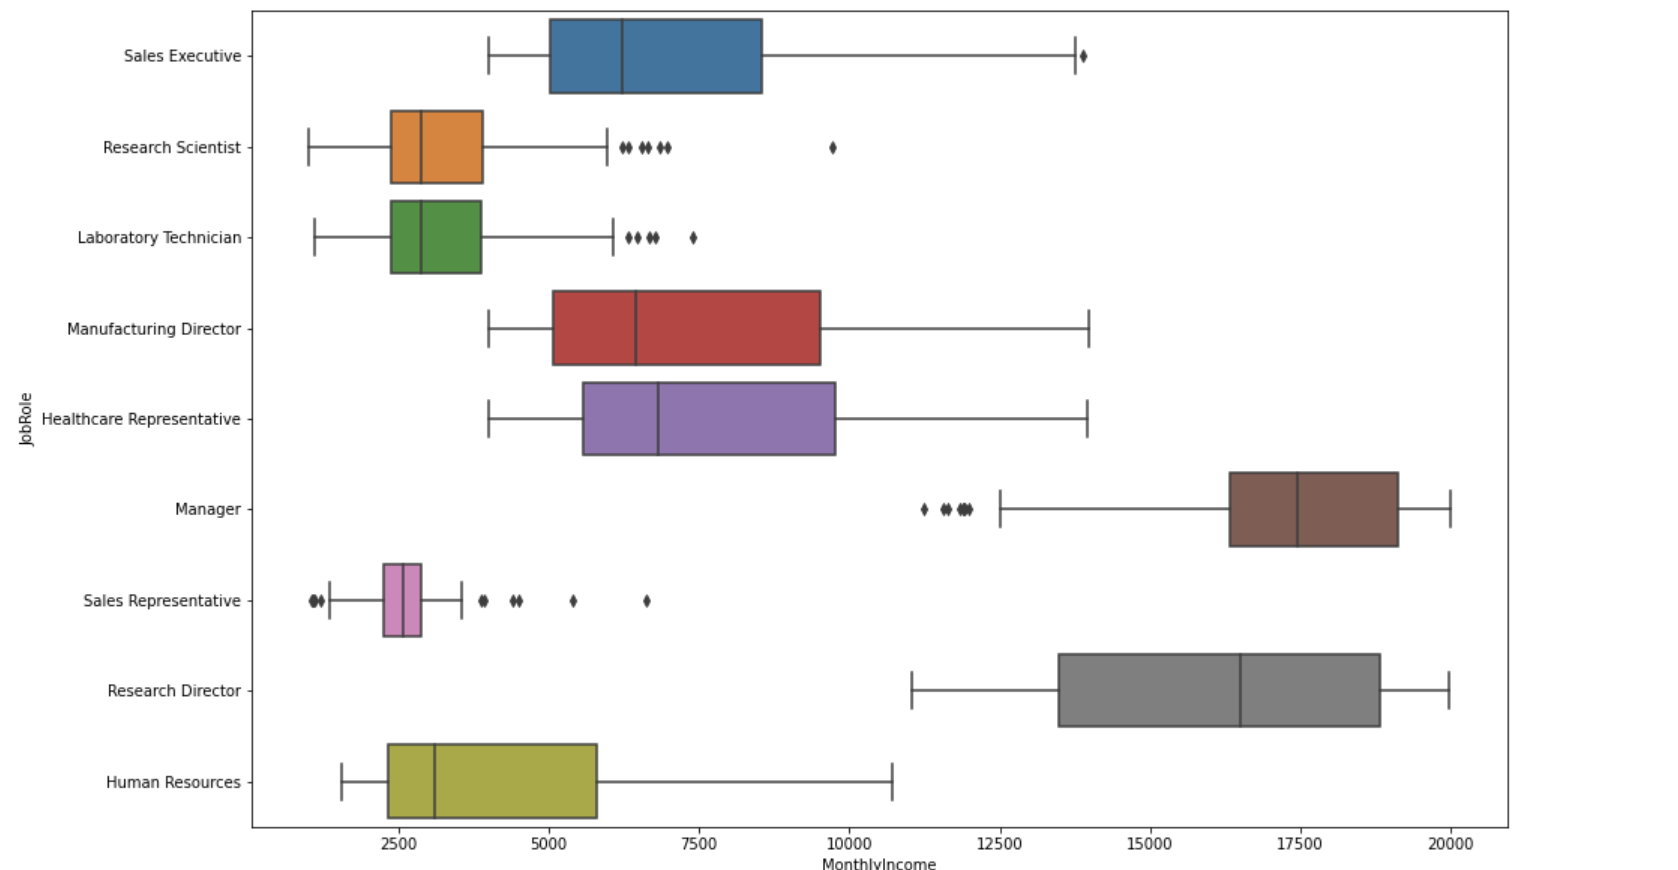 Sales Executive
Research Scientist
Laboratory Technician
Manufacturing Director
JobRole
Healthcare Representative
Manager
Sales Representative
Research Director
Human Resources
2500 5000 7500 10000 12500 15000 17500 20000
MonthlyIncome